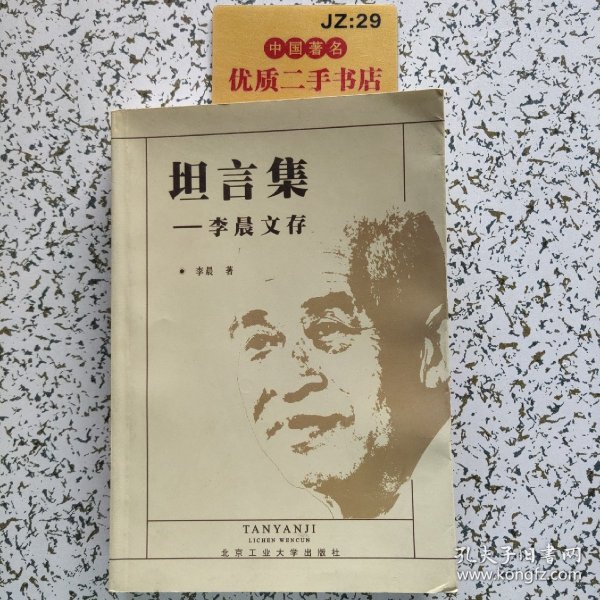 JZ:29
中国著名
优质二手书店
坦言集
——李晨文存
• 李晨 著
TANYANJI
LICHEN WENCUN
北京工业大学出版社
孔夫子旧书网
www.kongfz.com